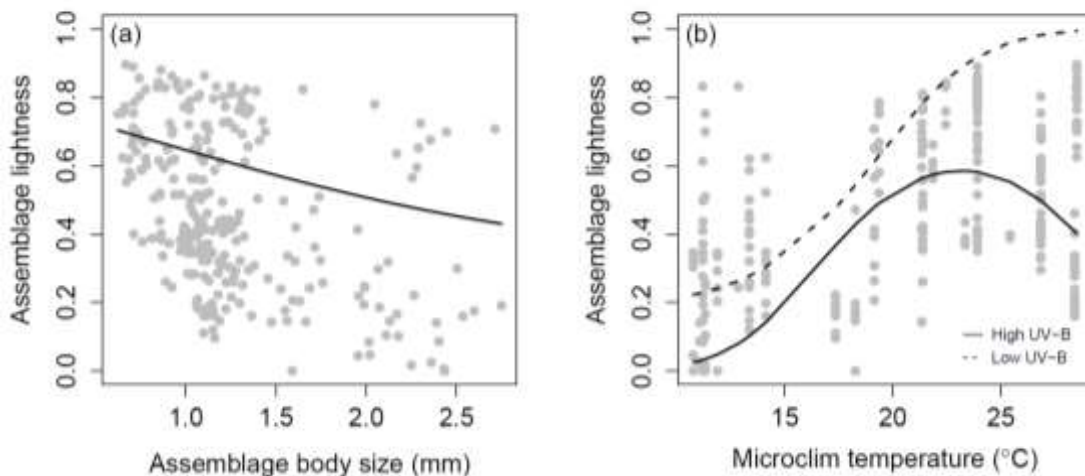 (a)
Assemblage lightness
1.0
0.8
0.6
0.4
0.2
0.0
1.0 1.5 2.0 2.5
Assemblage body size (mm)
(b)
Assemblage lightness
1.0
0.8
0.6
0.4
0.2
0.0
High UV-B
Low UV-B
15 20 25
Microclim temperature (°C)